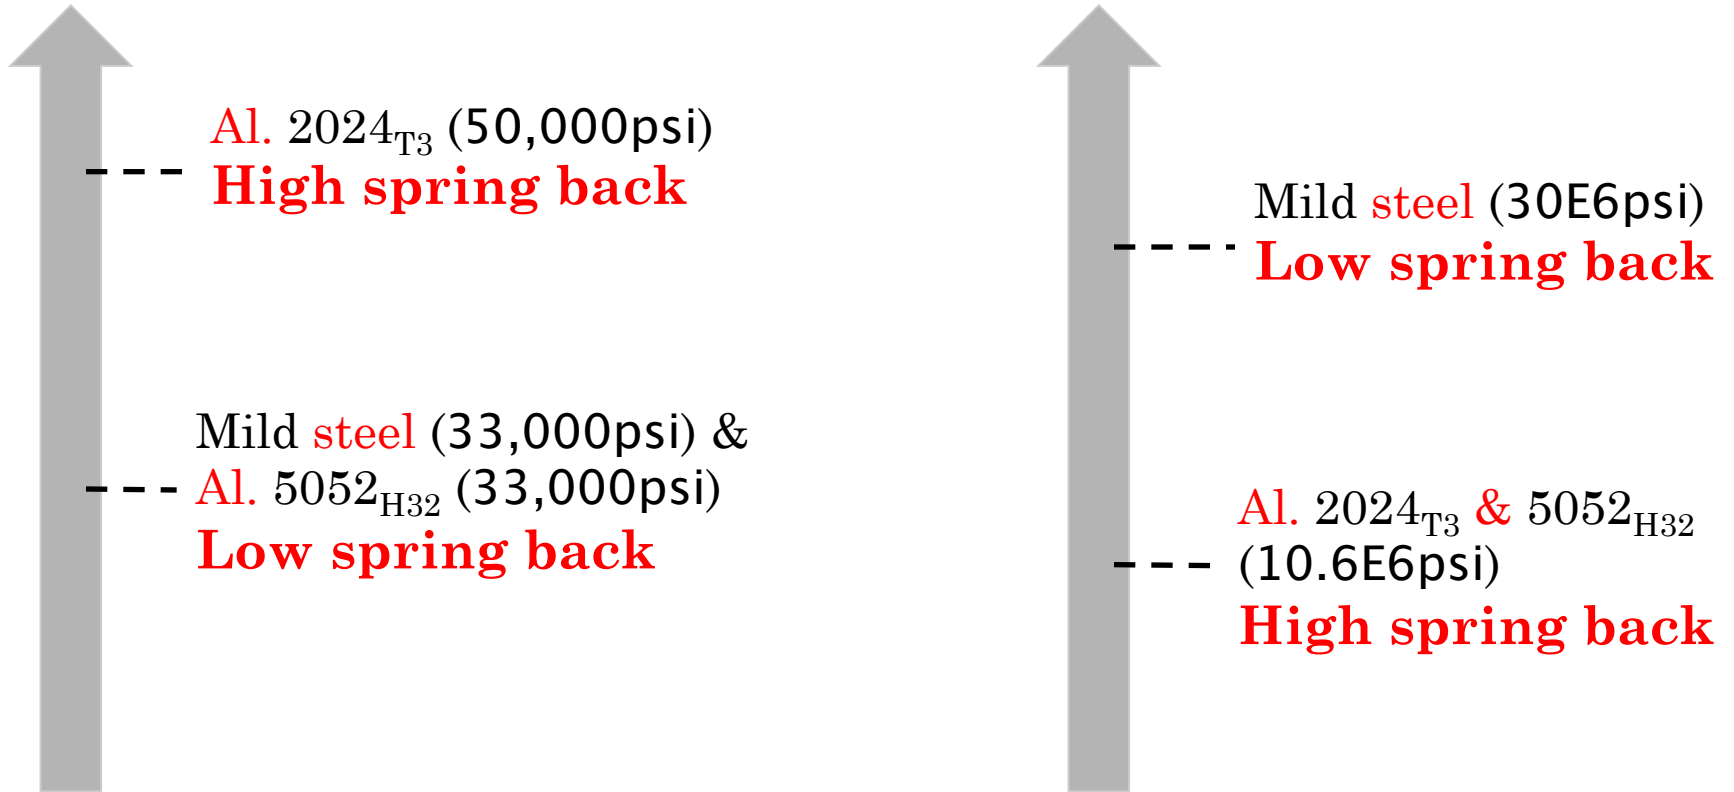 Al. 2024T3 (50,000psi)
High spring back
Mild steel (33,000psi) &
Al. 5052H32 (33,000psi)
Low spring back
Mild steel (30E6psi)
Low spring back
Al. 2024T3 & 5052H32
(10.6E6psi)
High spring back